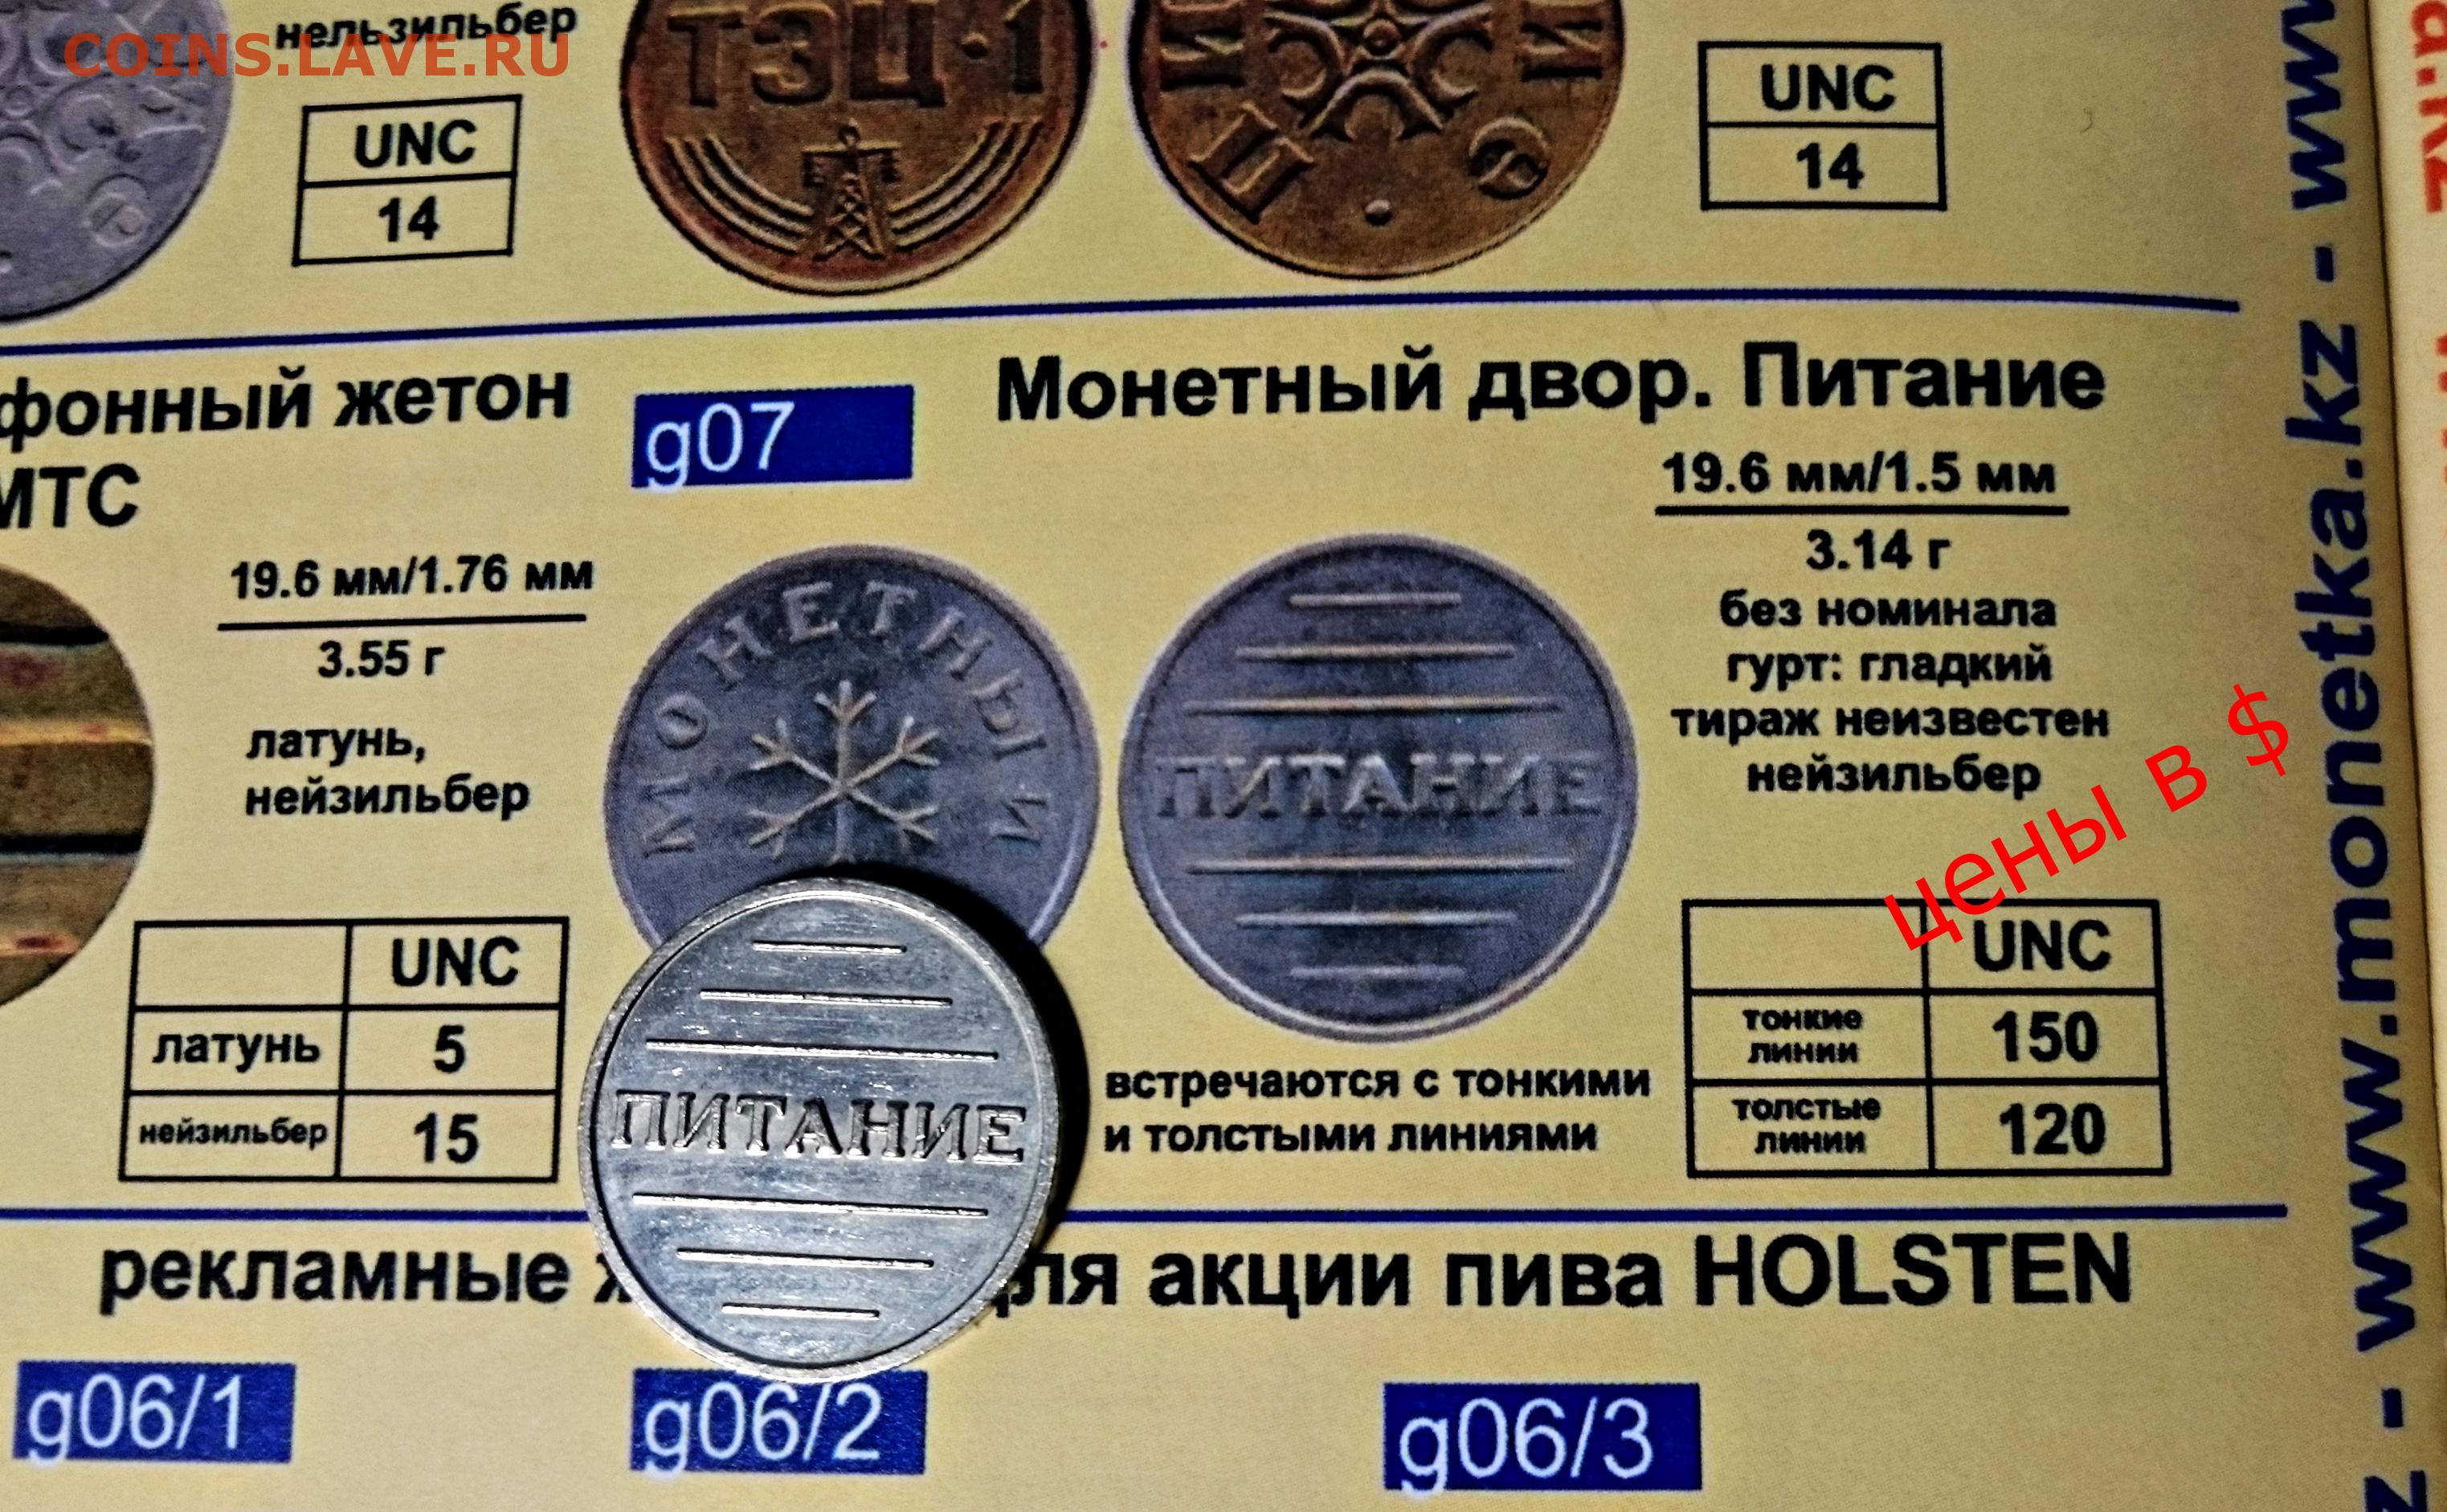 нельзильбер
COINS.LAVE.RU
UNC
14
ТЭЦ·1
UNC
14
фонный жетон
МТС
19.6 мм/1.76 мм
3.55 г
латунь,
нейзильбер
UNC
латунь 5
нейзильбер 15
g07
Монетный двор. Питание
19.6 мм/1.5 мм
3.14 г
без номинала
гурт: гладкий
тираж неизвестен
нейзильбер
МОНЕТНЫЙ
ПИТАНИЕ
ПИТАНИЕ
встречаются с тонкими
и толстыми линиями
цены в $
UNC
тонкие
линии
150
толстые
линии
120
рекламные ля акции пива HOLSTEN
g06/1
g06/2
g06/3
www.monetka.kz - www